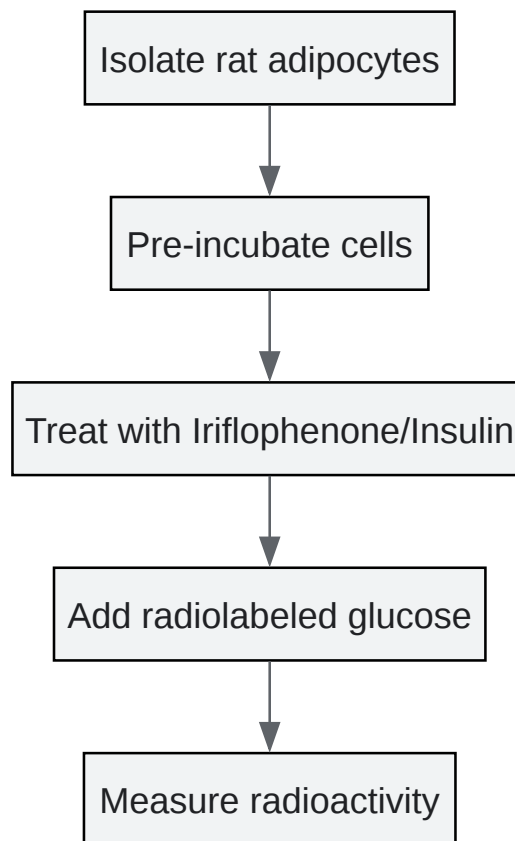 Isolate rat adipocytes
Pre-incubate cells
Treat with Iriflophenone/Insulin
Add radiolabeled glucose
Measure radioactivity